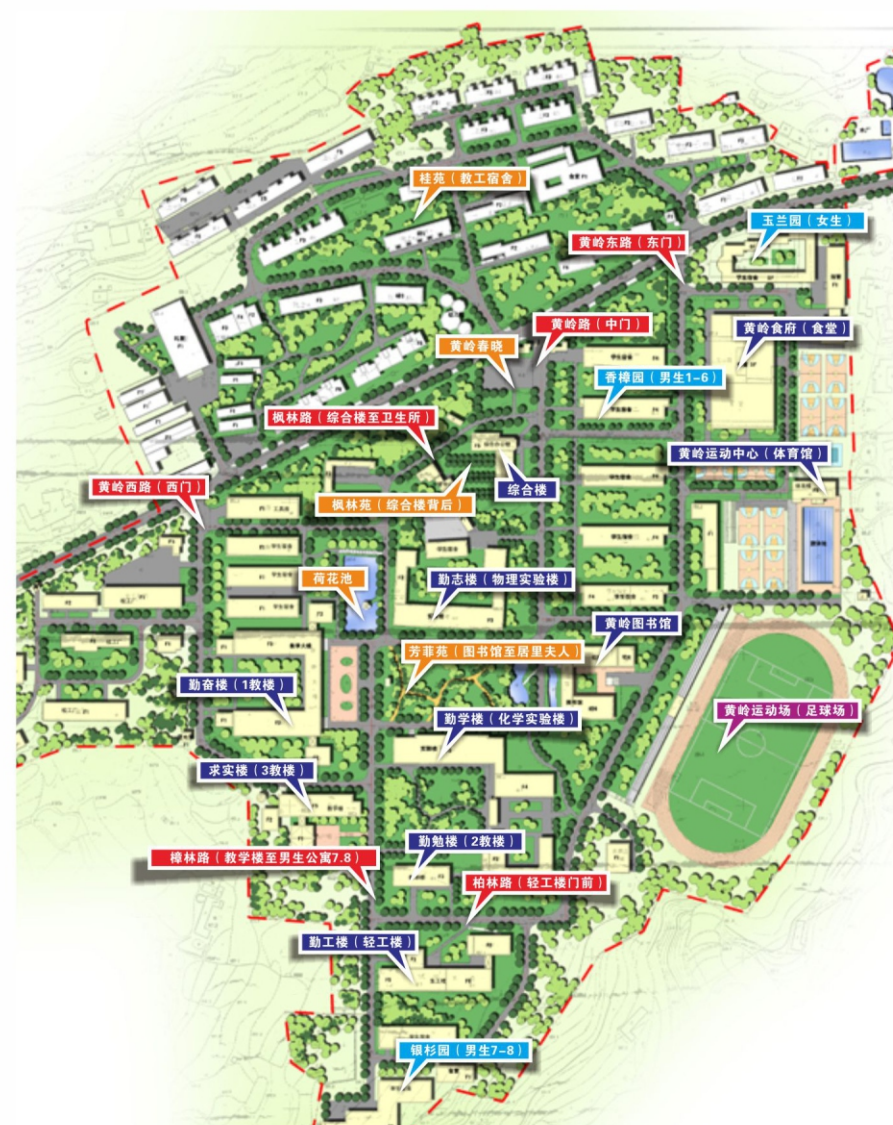 桂苑（教工宿舍）
玉兰园（女生）
黄岭东路（东门）
黄岭路（中门）
黄岭食府（食堂）
黄岭春晓
香樟园（男生1-6）
枫林路（综合楼至卫生所）
黄岭运动中心（体育馆）
黄岭西路（西门）
综合楼
枫林苑（综合楼背后）
荷花池
勤志楼（物理实验楼）
黄岭图书馆
芳菲苑（图书馆至居里夫人）
勤奋楼（1教楼）
黄岭运动场（足球场）
勤学楼（化学实验楼）
求实楼（3教楼）
勤勉楼（2教楼）
樟林路（教学楼至男生公寓7.8）
柏林路（轻工楼门前）
勤工楼（轻工楼）
银杉园（男生7-8）